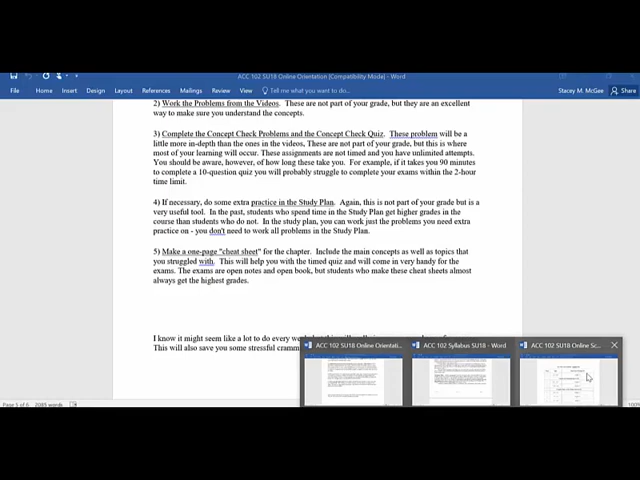 ACC 102 SU18 Online Orientation [Compatibility Mode] - Word
File Home Insert Design Layout References Mailings Review View Tell me what you want to do... Stacey M. McGee Share
2) Work the Problems from the Videos. These are not part of your grade, but they are an excellent
way to make sure you understand the concepts.
3) Complete the Concept Check Problems and the Concept Check Quiz. These problem will be a
little more in-depth than the ones in the videos, These are not part of your grade, but this is where
most of your learning will occur. These assignments are not timed and you have unlimited attempts.
You should be aware, however, of how long these take you. For example, if it takes you 90 minutes
to complete a 10-question quiz you will probably struggle to complete your exams within the 2-hour
time limit.
4) If necessary, do some extra practice in the Study Plan. Again, this is not part of your grade but is a
very useful tool. In the past, students who spend time in the Study Plan get higher grades in the
course than students who do not. In the study plan, you can work just the problems you need extra
practice on - you don't need to work all problems in the Study Plan.
5) Make a one-page "cheat sheet" for the chapter. Include the main concepts as well as topics that
you struggled with. This will help you with the timed quiz and will come in very handy for the
exams. The exams are open notes and open book, but students who make these cheat sheets almost
always get the highest grades.
I know it might seem like a lot to do every
This will also save you some stressful cramm
ACC 102 SU18 Online Orientati... ACC 102 Syllabus SU18 - Word ACC 102 SU18 Online Sc...
Page 5 of 6 2085 words 100%